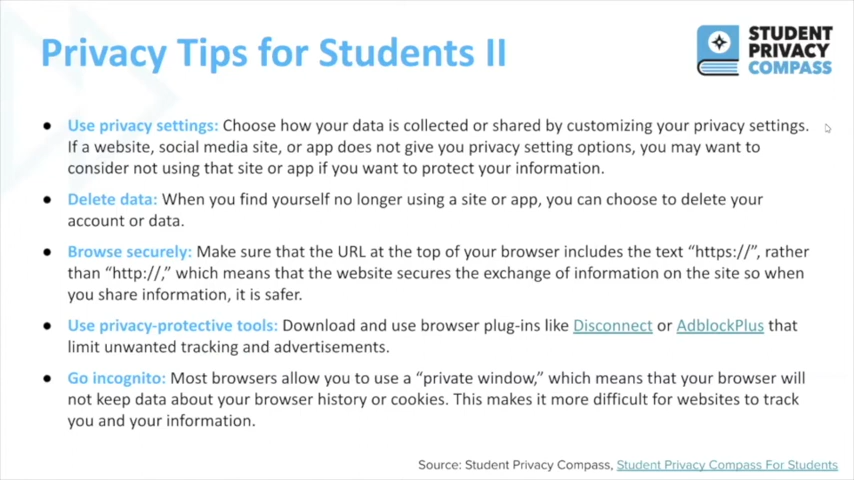 Privacy Tips for Students II
STUDENT
PRIVACY
COMPASS
● Use privacy settings: Choose how your data is collected or shared by customizing your privacy settings.
If a website, social media site, or app does not give you privacy setting options, you may want to
consider not using that site or app if you want to protect your information.
● Delete data: When you find yourself no longer using a site or app, you can choose to delete your
account or data.
● Browse securely: Make sure that the URL at the top of your browser includes the text “https://”, rather
than “http://,” which means that the website secures the exchange of information on the site so when
you share information, it is safer.
● Use privacy-protective tools: Download and use browser plug-ins like Disconnect or AdblockPlus that
limit unwanted tracking and advertisements.
● Go incognito: Most browsers allow you to use a “private window,” which means that your browser will
not keep data about your browser history or cookies. This makes it more difficult for websites to track
you and your information.
Source: Student Privacy Compass, Student Privacy Compass For Students